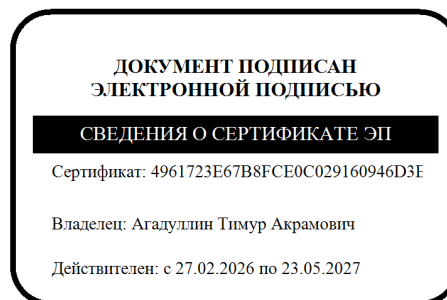 ДОКУМЕНТ ПОДПИСАН
ЭЛЕКТРОННОЙ ПОДПИСЬЮ
СВЕДЕНИЯ О СЕРТИФИКАТЕ ЭП
Сертификат: 4961723E67B8FCE0C029160946D3E
Владелец: Агадуллин Тимур Акрамович
Действителен: с 27.02.2026 по 23.05.2027